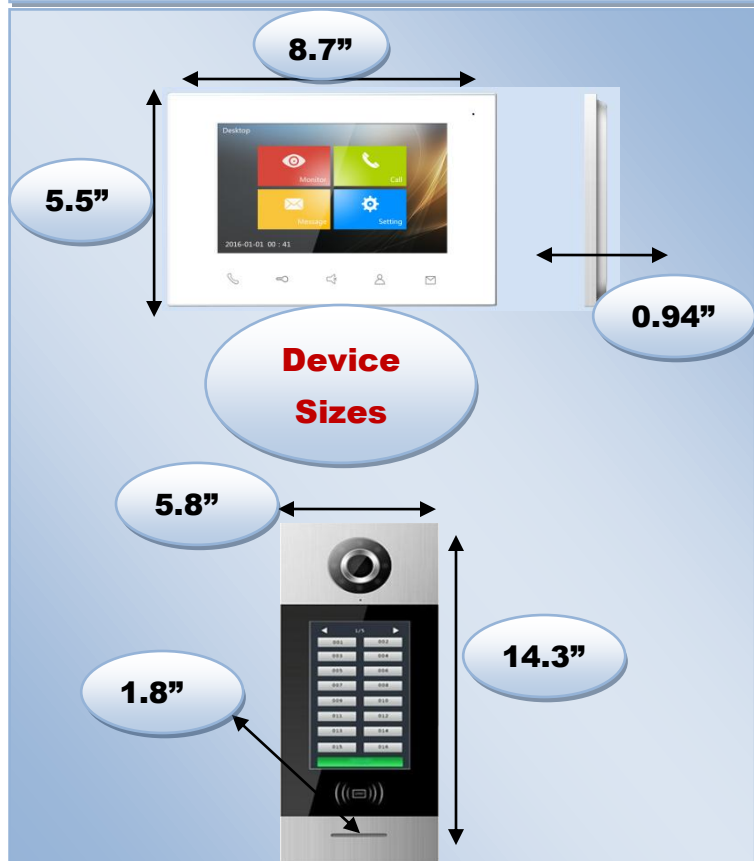 8.7”
5.5”
Desktop
Monitor
Call
Message
Setting
2016-01-01 00 : 41
0.94”
Device
Sizes
5.8”
14.3”
1.8”
1/5
001 002
003 004
005 006
007 008
009 010
011 012
013 014
015 016